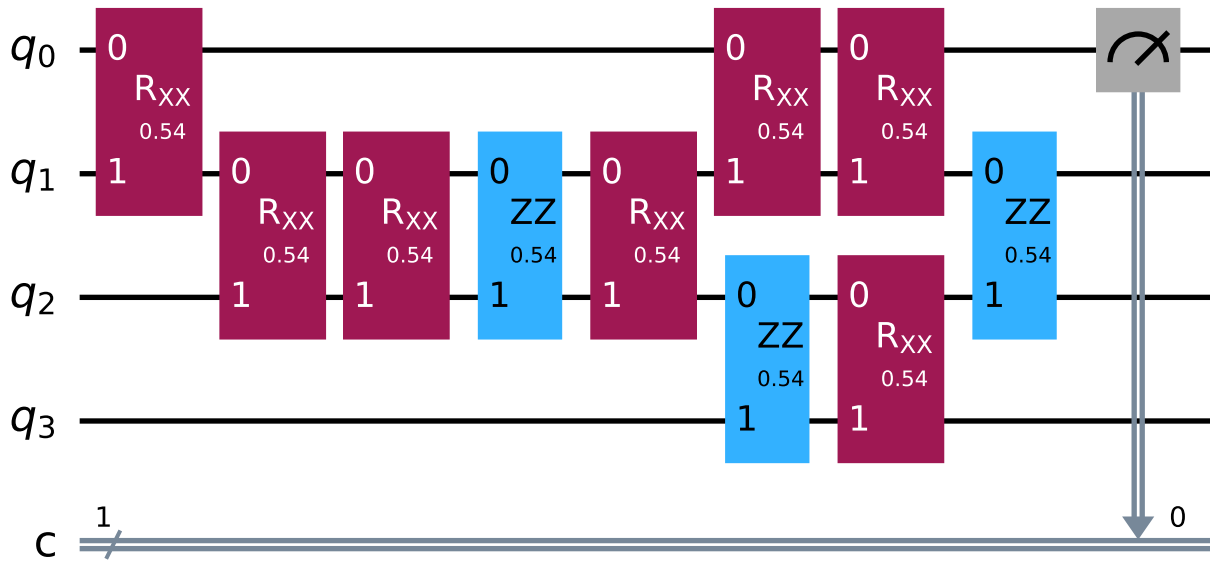 q0 0 0 0
RXX RXX RXX
0.54 0.54 0.54
q1 1 0 0 0 0 1 1 0
RXX RXX ZZ RXX ZZ
0.54 0.54 0.54 0.54 0.54
q2 1 1 1 1 0 0 1
ZZ RXX
0.54 0.54
q3 1 1
1 0
c